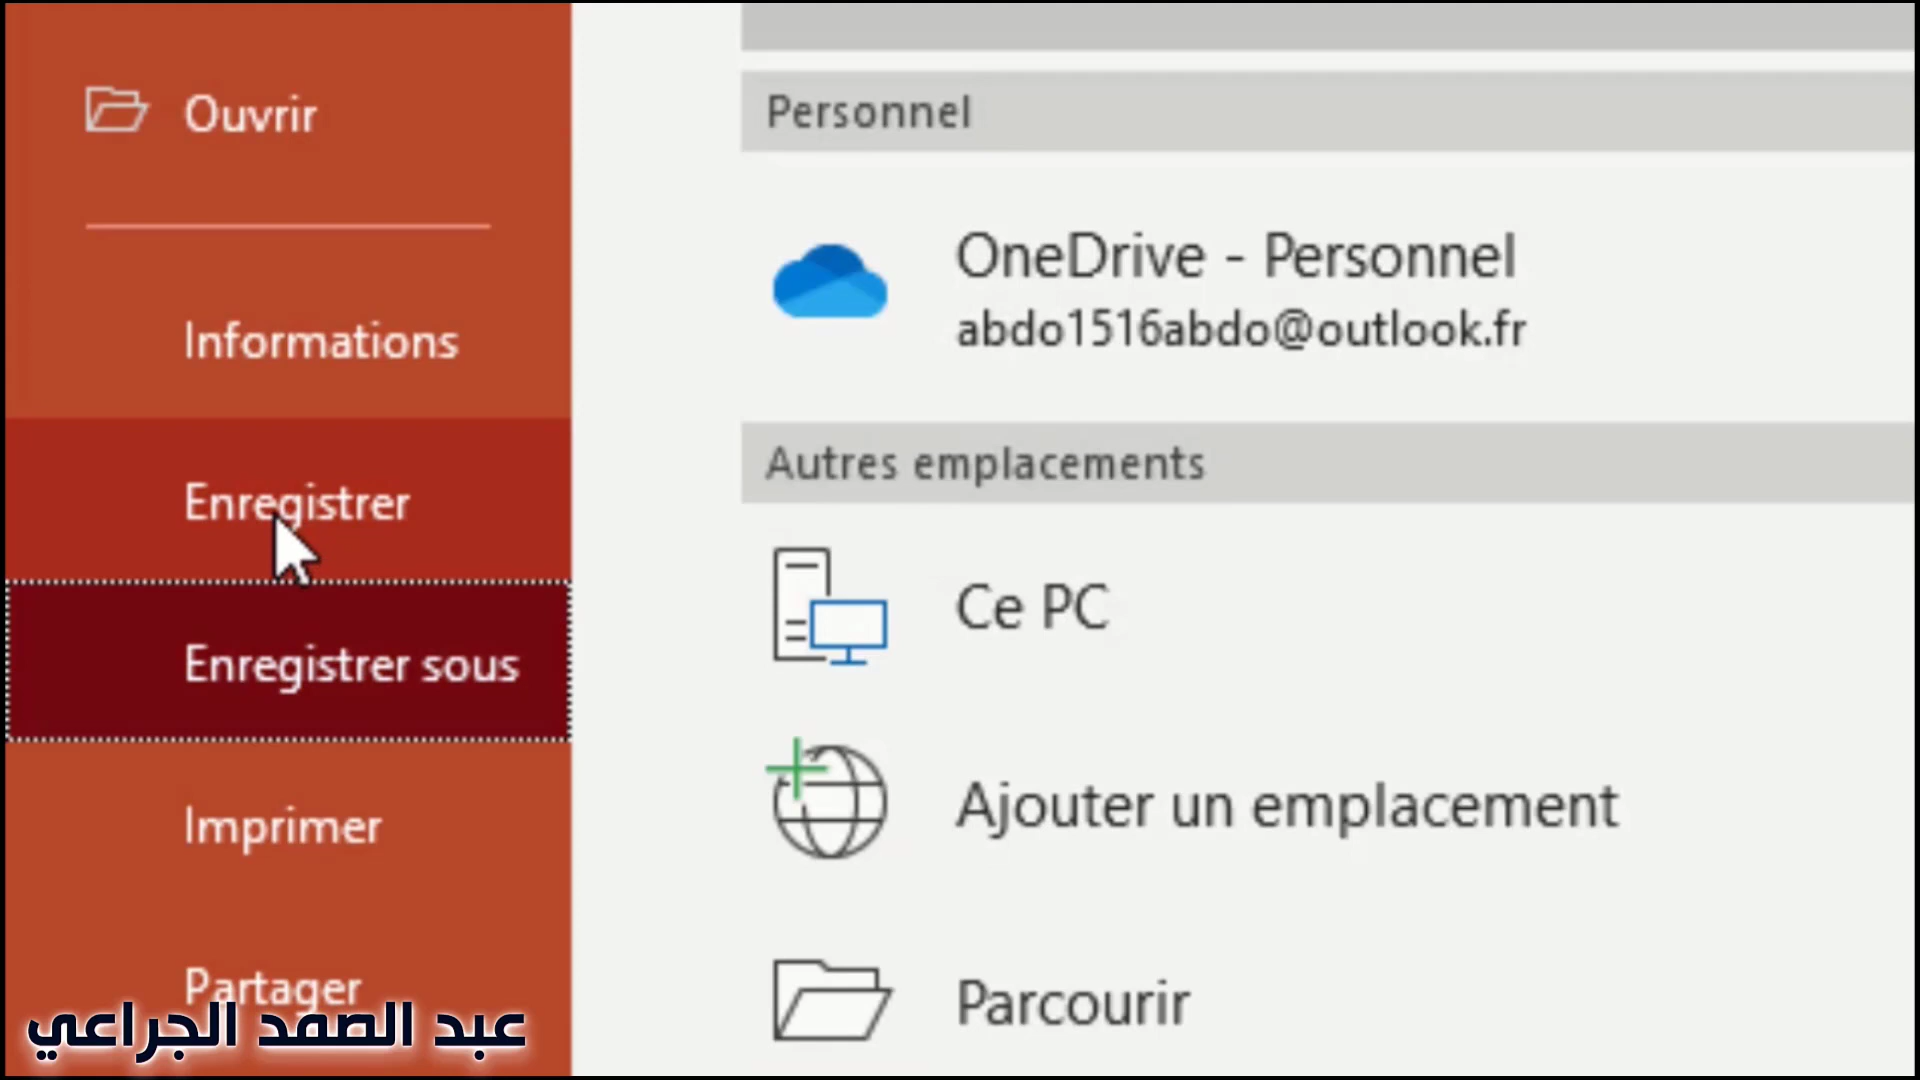 Ouvrir
Informations
Enregistrer
Enregistrer sous
Imprimer
Partager
Personnel
OneDrive - Personnel
abdo1516abdo@outlook.fr
Autres emplacements
Ce PC
Ajouter un emplacement
Parcourir
عبد الصمد الجراعي